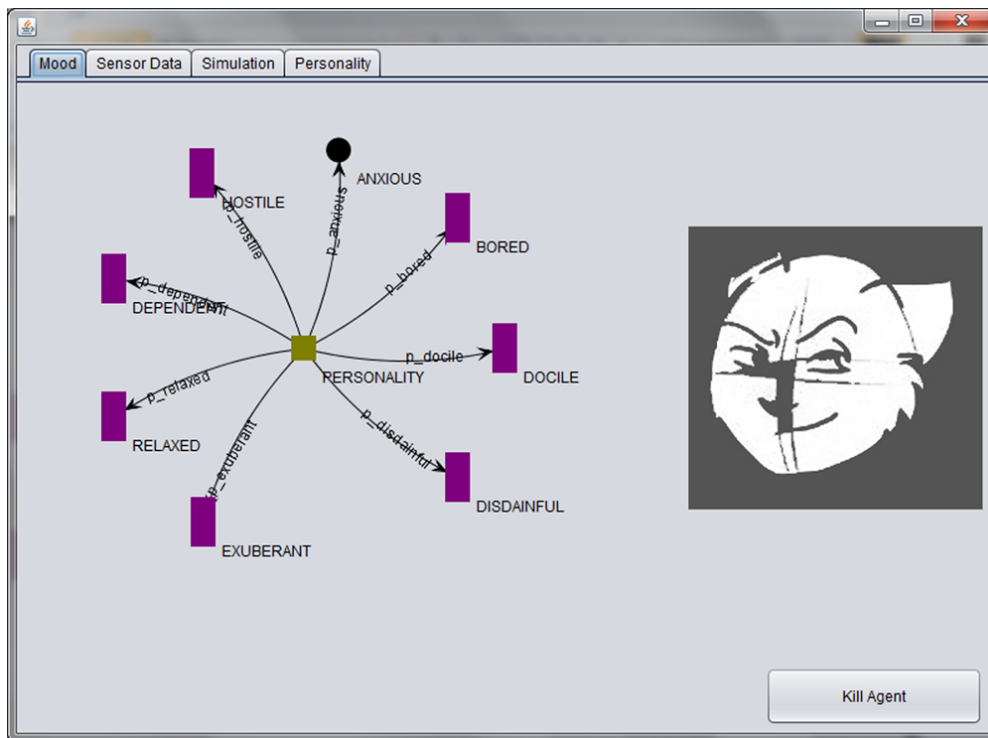 Mood
Sensor Data
Simulation
Personality
ANXIOUS
HOSTILE
p_anxious
p_hostile
BORED
p_bored
p_dependent
DEPENDENT
p_docile
PERSONALITY
DOCILE
p_relaxed
RELAXED
p_exuberant
p_disdainful
DISDAINFUL
EXUBERANT
Kill Agent